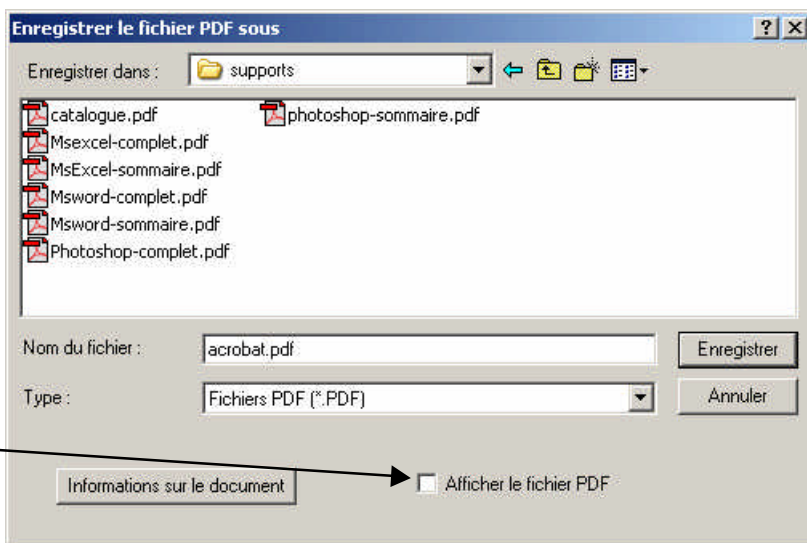 Enregistrer le fichier PDF sous
Enregistrer dans :
supports
catalogue.pdf
Msexcel-complet.pdf
MsExcel-sommaire.pdf
Msword-complet.pdf
Msword-sommaire.pdf
Photoshop-complet.pdf
photoshop-sommaire.pdf
Nom du fichier :
acrobat.pdf
Enregistrer
Type :
Fichiers PDF (*.PDF)
Annuler
Informations sur le document
Afficher le fichier PDF